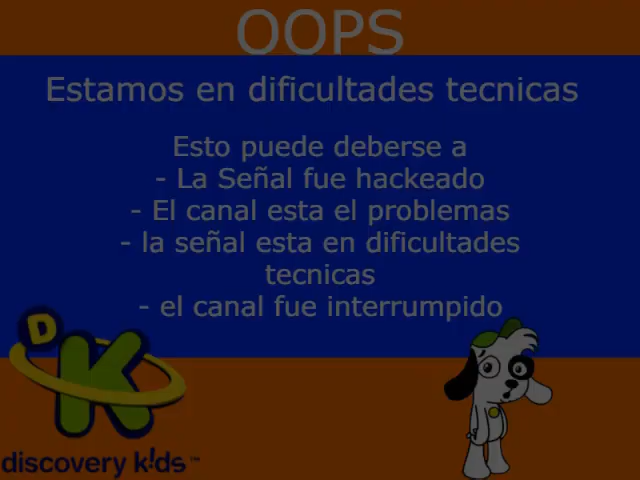 OOPS
Estamos en dificultades tecnicas
Esto puede deberse a
- La Señal fue hackeado
- El canal esta el problemas
- la señal esta en dificultades
tecnicas
- el canal fue interrumpido
D
K
discovery k!ds™